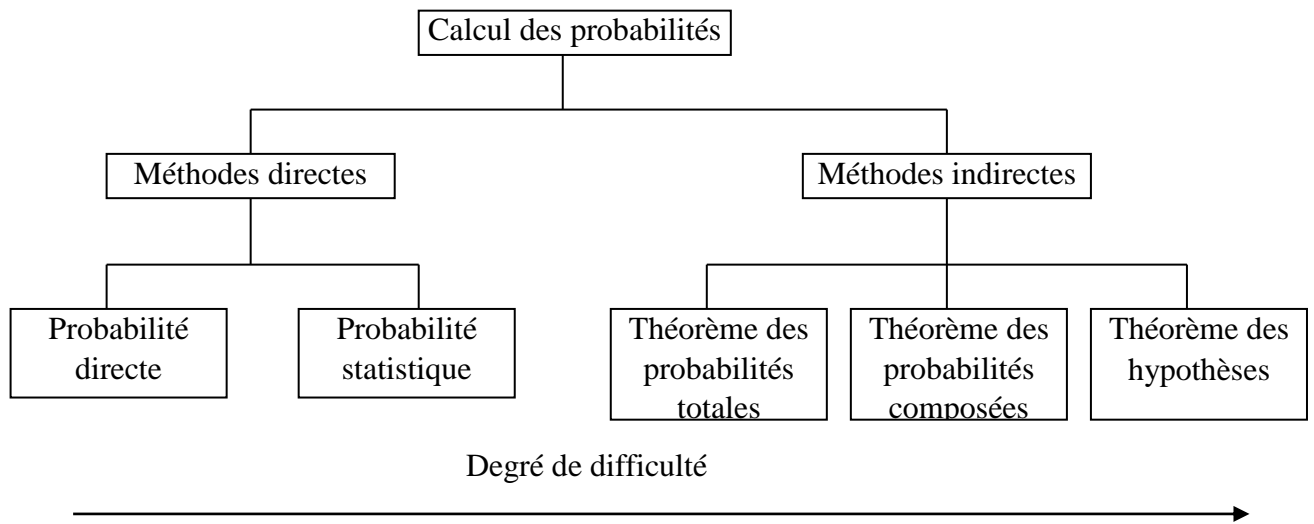 Calcul des probabilités
Méthodes directes
Méthodes indirectes
Probabilité
directe
Probabilité
statistique
Théorème des
probabilités
totales
Théorème des
probabilités
composées
Théorème des
hypothèses
Degré de difficulté